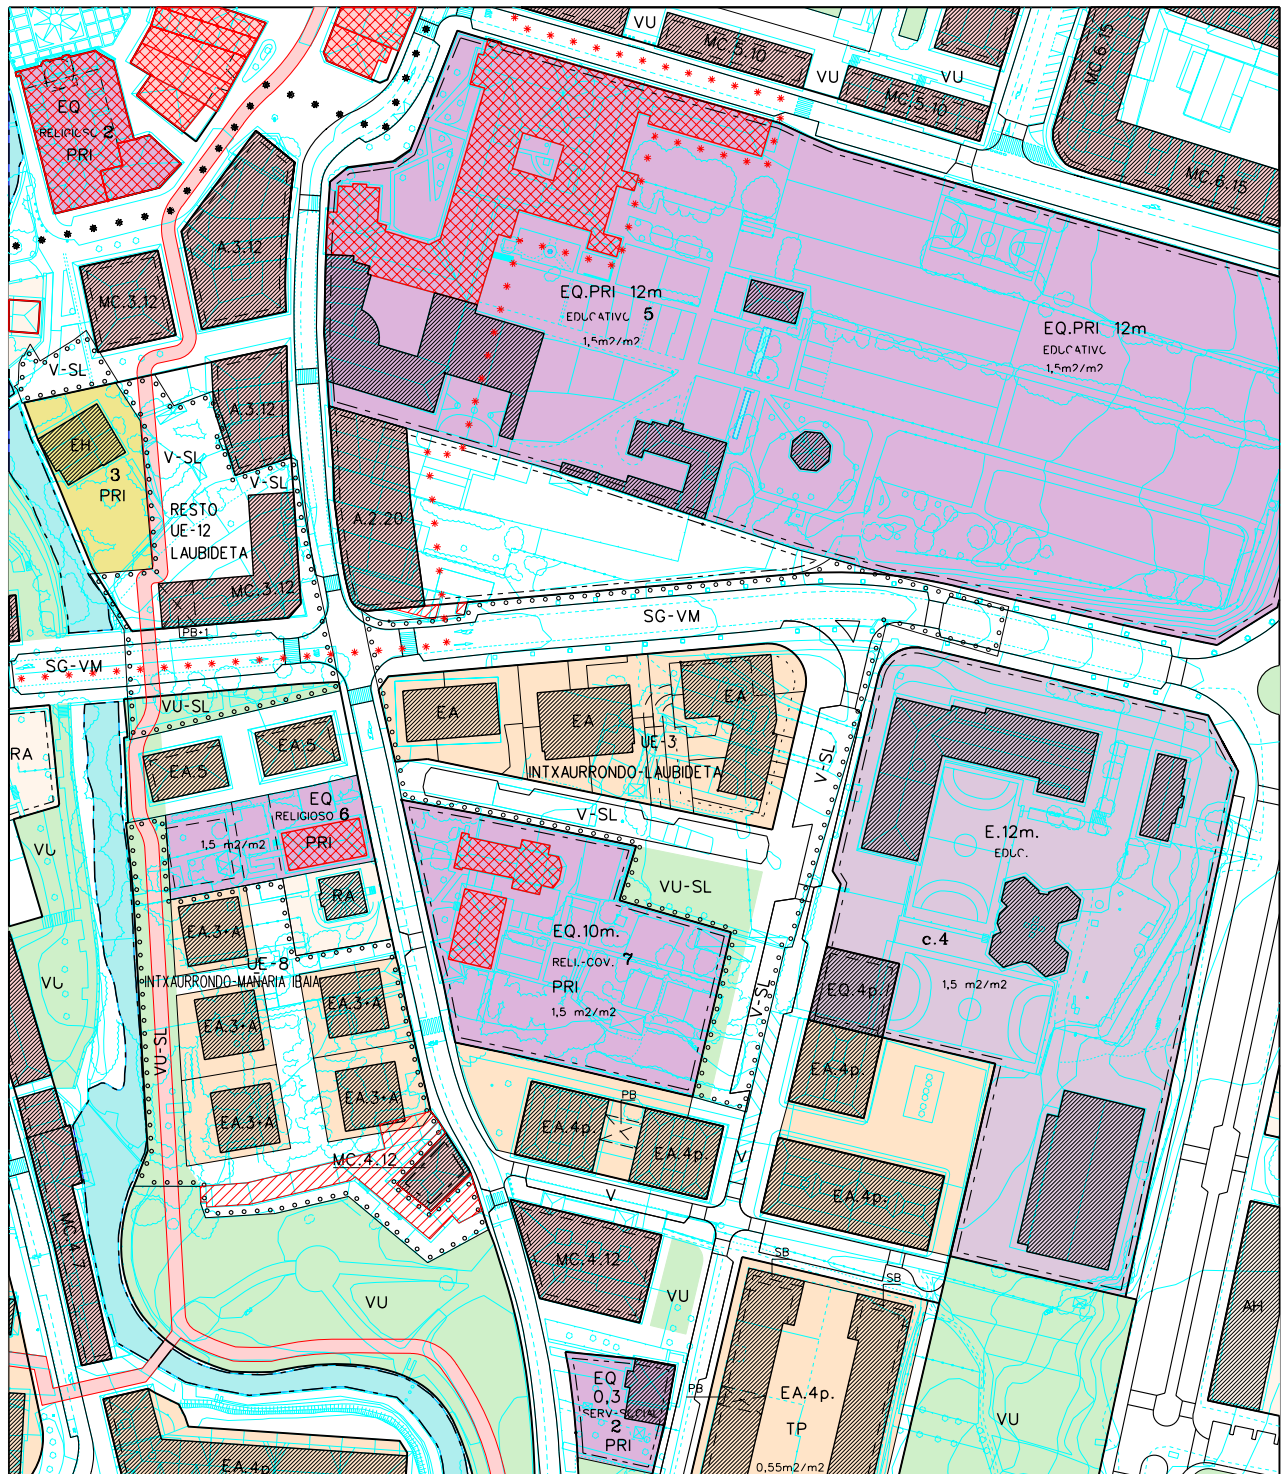 VU
MC.5.10
VU
VU
MC.5.10
MC.6.15
MC.6.15
EQ
RELIGIOSO 2
PRI
A.3.12
MC.3.12
EQ.PRI 12m
EDUCATIVO 5
1,5m2/m2
EQ.PRI 12m
EDUCATIVO
1,5m2/m2
V-SL
A.3.12
EH
3
PRI
V-SL
V-SL
RESTO
UE-12
LAUBIDETA
A.2.20
MC.3.12
PB+1
SG-VM
SG-VM
VU-SL
RA
EA.5
EA.5
EA
EA
EA
UE-3
INTXAURRONDO-LAUBIDETA
V-SL
V-SL
EQ
RELIGIOSO 6
1,5 m2/m2
PRI
VU
E.12m.
EDUC.
VU-SL
RA
EA.3+A
EQ.10m.
RELI.-COV. 7
PRI
1,5 m2/m2
c.4
1,5 m2/m2
UE-8
INTXAURRONDO-MAÑARIA IBAIA
VU
EQ.4p.
V-SL
EA.3+A
EA.3+A
VU-SL
EA.4p.
EA.3+A
EA.3+A
PB
EA.4p.
EA.4p.
V
MC.4.12
V
EA.4p.
MC.4.7
MC.4.12
SB
SB
VU
VU
AH
EQ
0,3
SERV-SOCIAL
2
PRI
PB
EA.4p.
TP
0,55m2/m2
VU
EA.4p